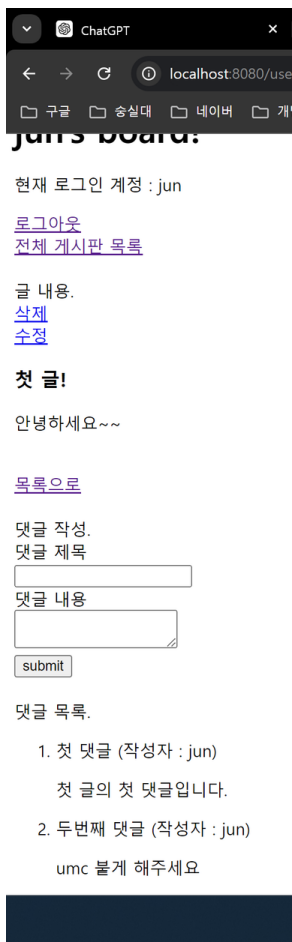 ChatGPT
localhost:8080/use
구글 숭실대 네이버 개발
jun's board!
현재 로그인 계정 : jun
로그아웃
전체 게시판 목록
글 내용.
삭제
수정
첫 글!
안녕하세요~~
목록으로
댓글 작성.
댓글 제목
댓글 내용
submit
댓글 목록.
1. 첫 댓글 (작성자 : jun)
첫 글의 첫 댓글입니다.
2. 두번째 댓글 (작성자 : jun)
umc 붙게 해주세요